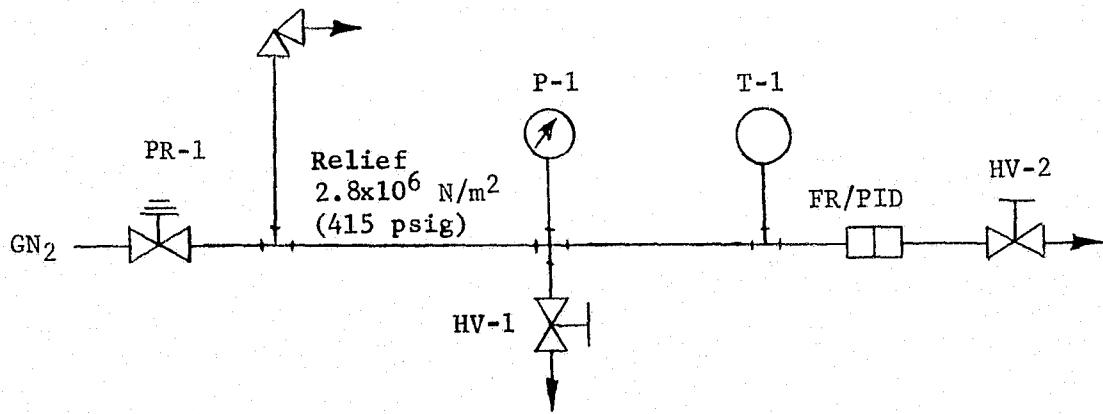 P-1
T-1
PR-1
Relief
2.8x10⁶ N/m²
(415 psig)
HV-2
FR/PID
GN₂
HV-1